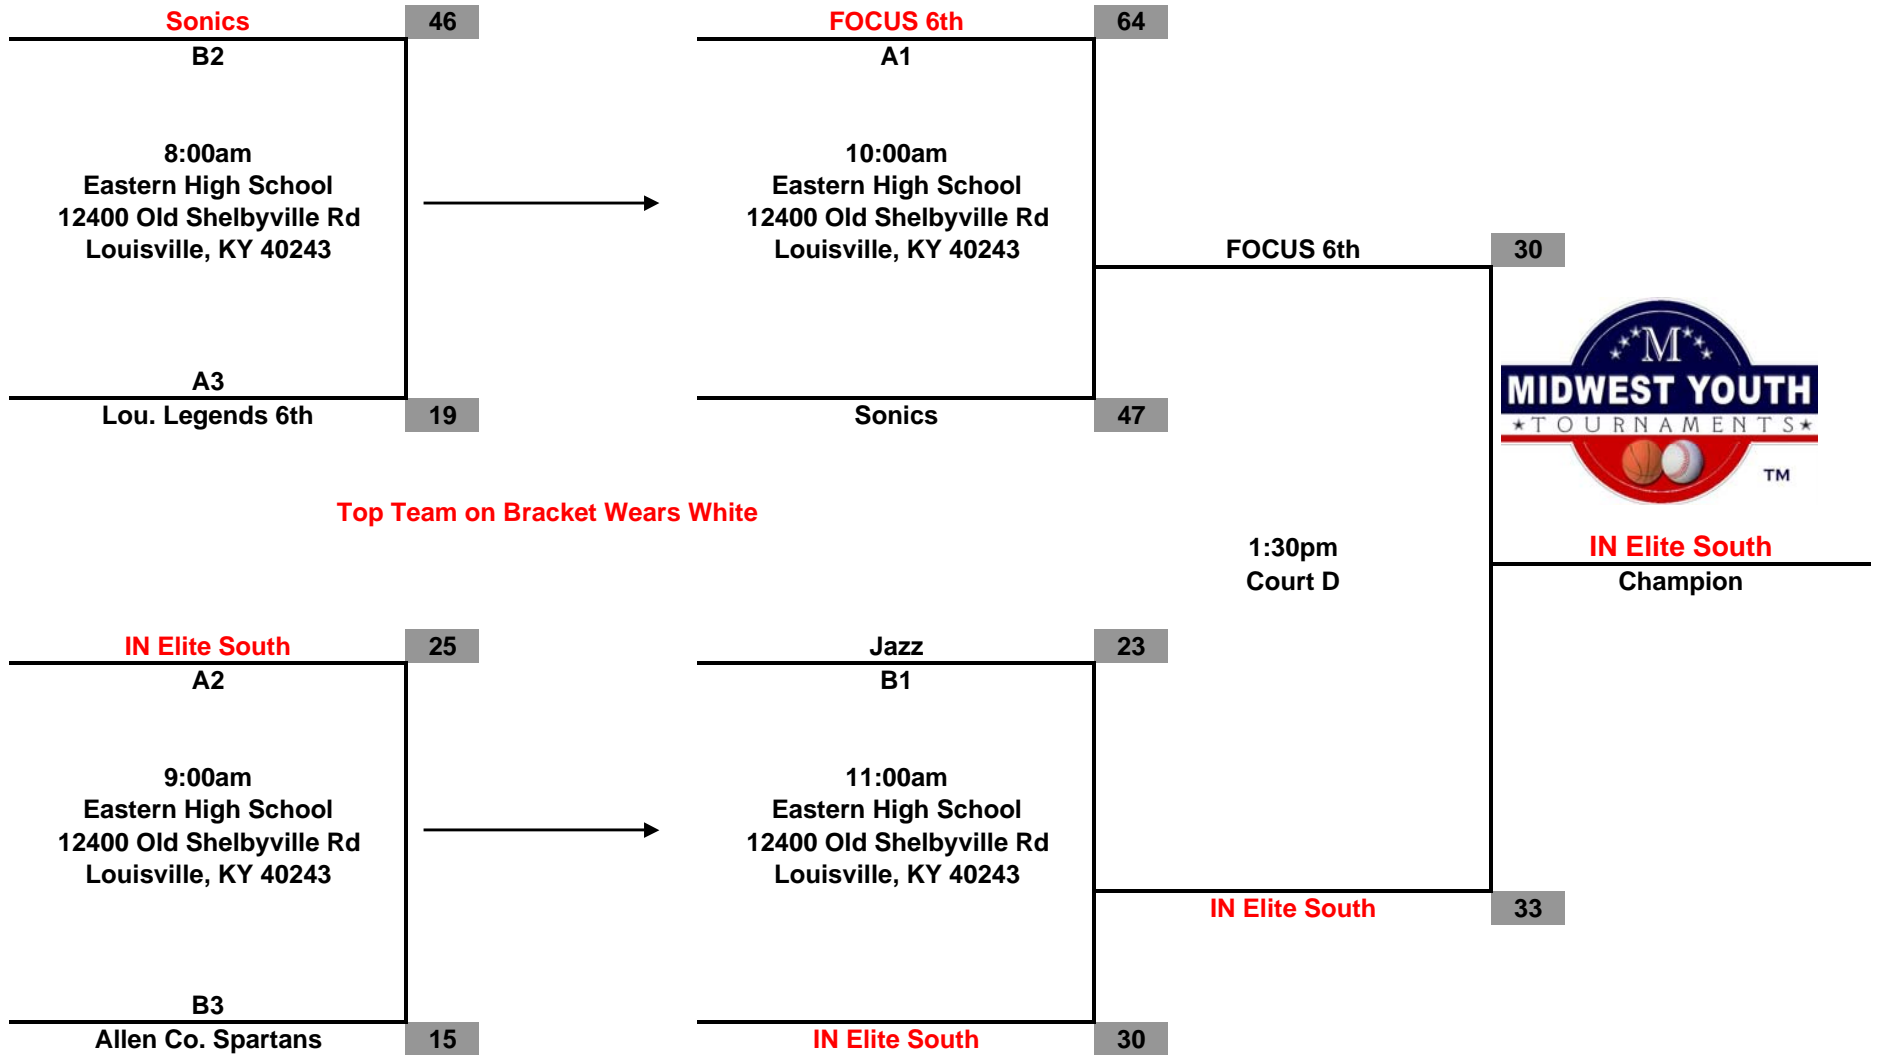 Sonics 46
B2
8:00am
Eastern High School
12400 Old Shelbyville Rd
Louisville, KY 40243
A3
Lou. Legends 6th 19
FOCUS 6th 64
A1
10:00am
Eastern High School
12400 Old Shelbyville Rd
Louisville, KY 40243
Sonics 47
FOCUS 6th 30
M
MIDWEST YOUTH
TOURNAMENTS
TM
Top Team on Bracket Wears White
1:30pm
Court D
IN Elite South
Champion
IN Elite South 25
A2
9:00am
Eastern High School
12400 Old Shelbyville Rd
Louisville, KY 40243
B3
Allen Co. Spartans 15
Jazz 23
B1
11:00am
Eastern High School
12400 Old Shelbyville Rd
Louisville, KY 40243
IN Elite South 30
IN Elite South 33